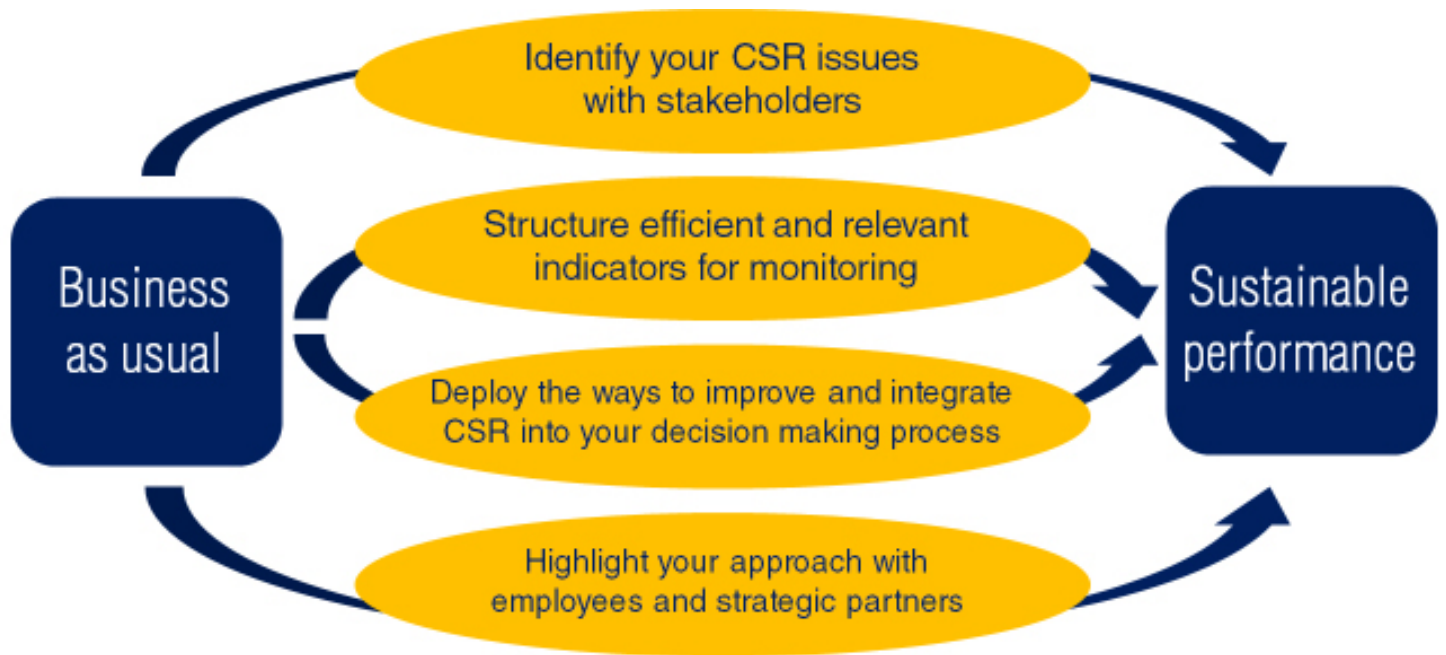 Identify your CSR issues
with stakeholders
Structure efficient and relevant
indicators for monitoring
Business
as usual
Sustainable
performance
Deploy the ways to improve and integrate
CSR into your decision making process
Highlight your approach with
employees and strategic partners